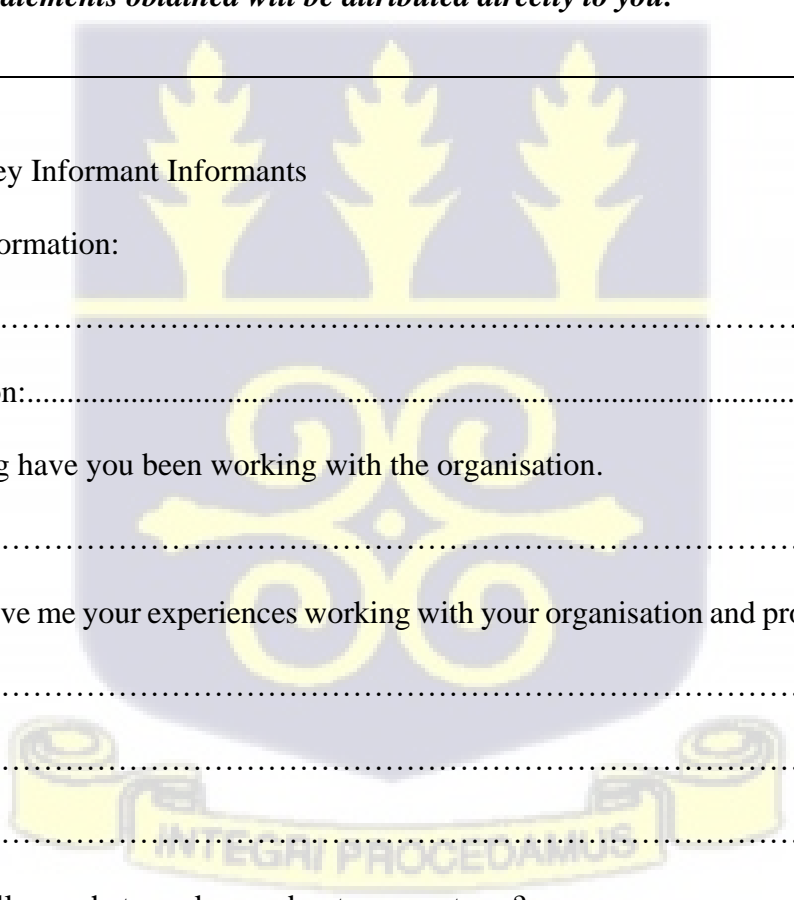 obtained will be attributed directly to you.
ey Informant Informants
ormation:
…………………………………………………………………………
on:...............................................................................................
g have you been working with the organisation.
…………………………………………………………………………
ve me your experiences working with your organisation and pro
…………………………………………………………………………
…………………………………………………………………………
…………………………………………………………………………
INTEGRI PROCEDAMUS